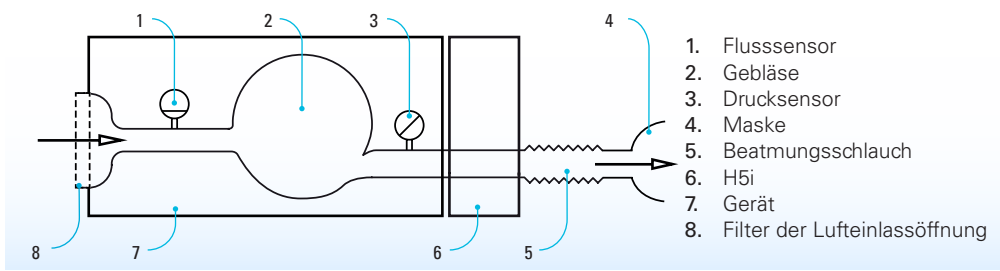 1 2 3 4
1. Flusssensor
2. Gebläse
3. Drucksensor
4. Maske
5. Beatmungsschlauch
6. H5i
7. Gerät
8. Filter der Lufteinlassöffnung
8 7 6 5